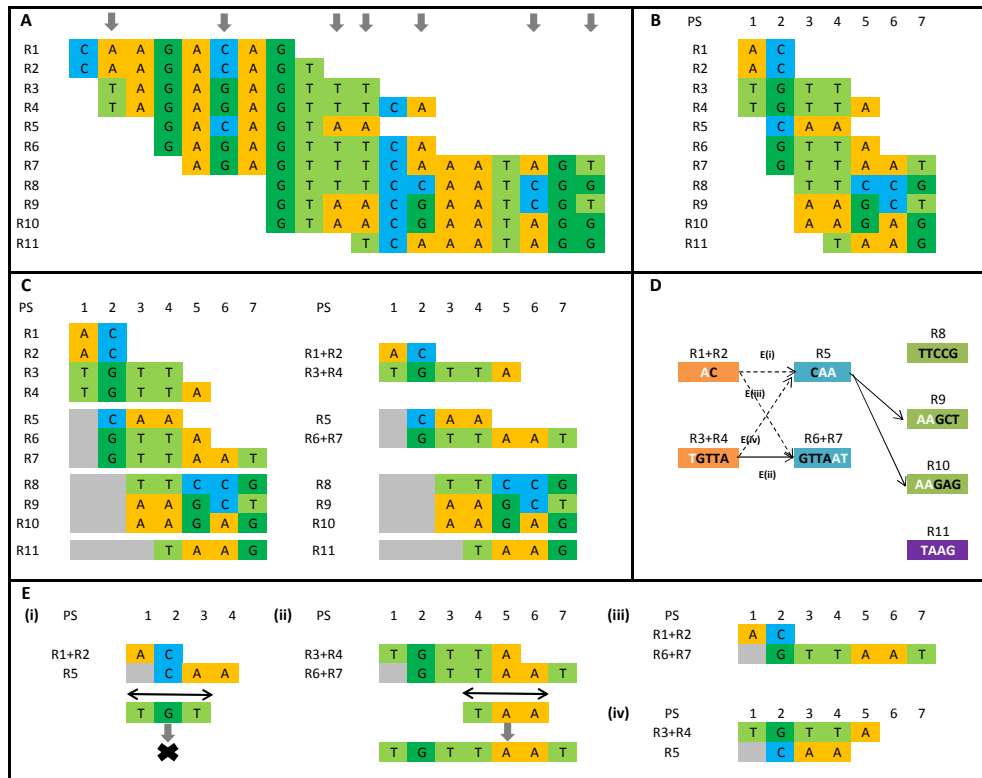 A
R1 C A A G A C A G
R2 C A A G A C A G T
R3 T A G A G A G T T T
R4 T A G A G A G T T T C A
R5 G A C A G T A A
R6 G A G A G T T T C A
R7 A G A G T T T C A A A T A G T
R8 G T T T C C A A T C G G
R9 G T A A C G A A T C G T
R10 G T A A C G A A T A G G
R11 T C A A A T A G G
B PS 1 2 3 4 5 6 7
R1 A C
R2 A C
R3 T G T T
R4 T G T T A
R5 C A A
R6 G T T A
R7 G T T A A T
R8 T T C C G
R9 A A G C T
R10 A A G A G
R11 T A A G
C
PS 1 2 3 4 5 6 7
R1 A C
R2 A C
R3 T G T T
R4 T G T T A
R5 C A A
R6 G T T A
R7 G T T A A T
R8 T T C C G
R9 A A G C T
R10 A A G A G
R11 T A A G
PS 1 2 3 4 5 6 7
R1+R2 A C
R3+R4 T G T T A
R5 C A A
R6+R7 G T T A A T
R8 T T C C G
R9 A A G C T
R10 A A G A G
R11 T A A G
D
R1+R2
AC
R3+R4
TGTTA
E(i)
E(iii)
E(iv)
E(ii)
R5
CAA
R6+R7
GTTAAT
R8
TTCCG
R9
AAGCT
R10
AAGAG
R11
TAAG
E
(i) PS 1 2 3 4
R1+R2 A C
R5 C A A
T G T
(ii) PS 1 2 3 4 5 6 7
R3+R4 T G T T A
R6+R7 G T T A A T
T A A
T G T T A A T
(iii) PS 1 2 3 4 5 6 7
R1+R2 A C
R6+R7 G T T A A T
(iv) PS 1 2 3 4 5 6 7
R3+R4 T G T T A
R5 C A A